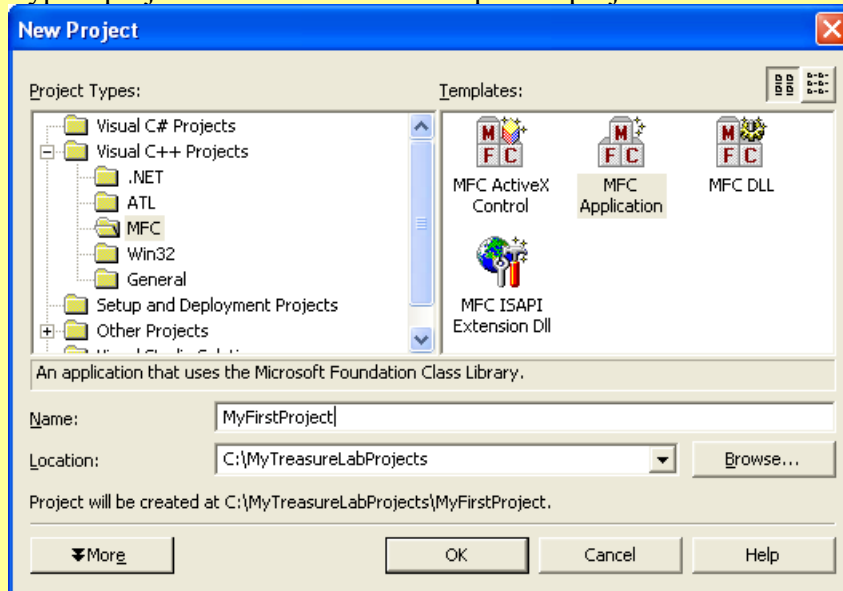 New Project
Project Types:
Templates:
Visual C# Projects
Visual C++ Projects
.NET
ATL
MFC
Win32
General
Setup and Deployment Projects
Other Projects
MFC ActiveX
Control
MFC
Application
MFC DLL
MFC ISAPI
Extension Dll
An application that uses the Microsoft Foundation Class Library.
Name:
MyFirstProject
Location:
C:\MyTreasureLabProjects
Browse...
Project will be created at C:\MyTreasureLabProjects\MyFirstProject.
More
OK
Cancel
Help